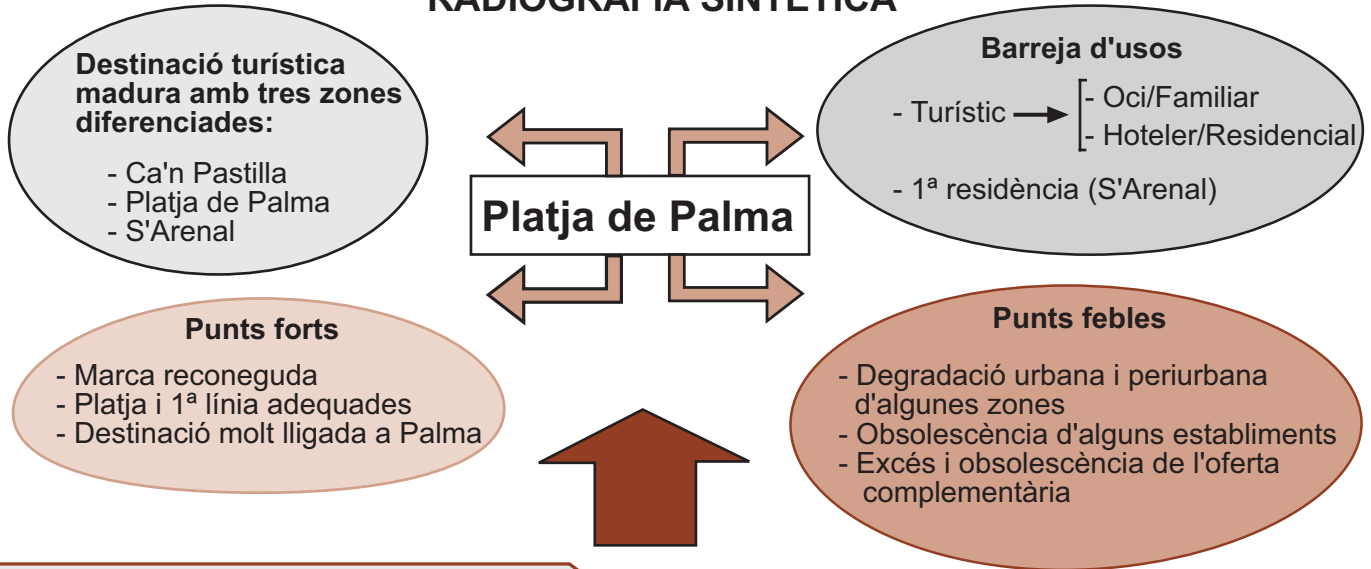 RADIOGRAFIA SINTÈTICA
Destinació turística
madura amb tres zones
diferenciades:
- Ca'n Pastilla
- Platja de Palma
- S'Arenal
Barreja d'usos
- Turístic
- Oci/Familiar
- Hoteler/Residencial
- 1ª residència (S'Arenal)
Platja de Palma
Punts forts
- Marca reconeguda
- Platja i 1ª línia adequades
- Destinació molt lligada a Palma
Punts febles
- Degradació urbana i periurbana
d'algunes zones
- Obsolescència d'alguns establiments
- Excés i obsolescència de l'oferta
complementària